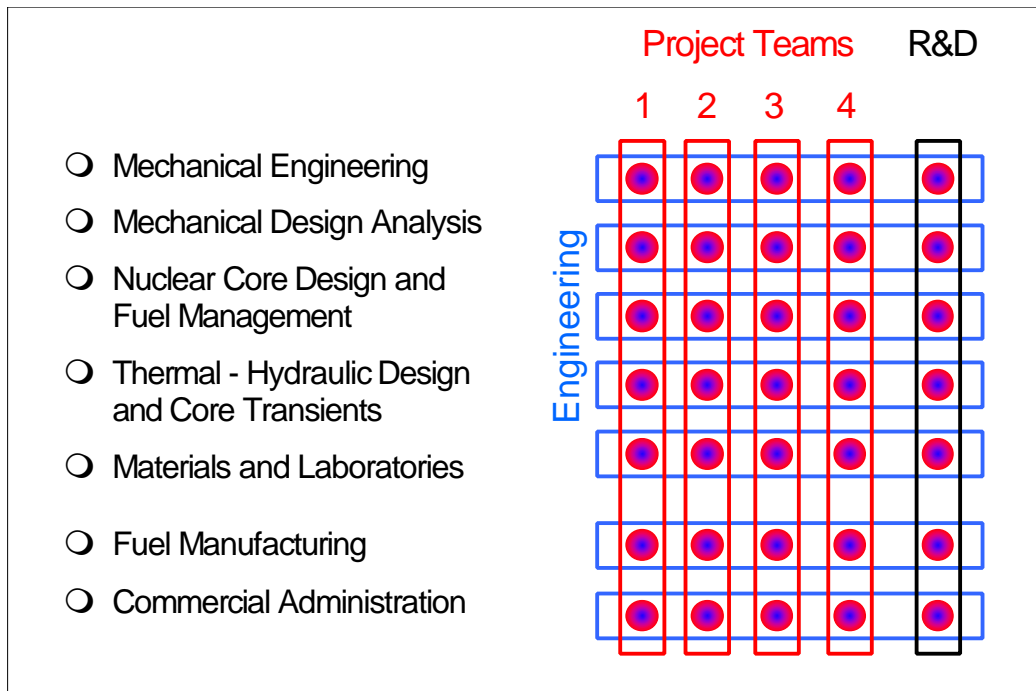 Project Teams
R&D
1 2 3 4
Mechanical Engineering
Mechanical Design Analysis
Nuclear Core Design and
Fuel Management
Thermal - Hydraulic Design
and Core Transients
Materials and Laboratories
Fuel Manufacturing
Commercial Administration
Engineering